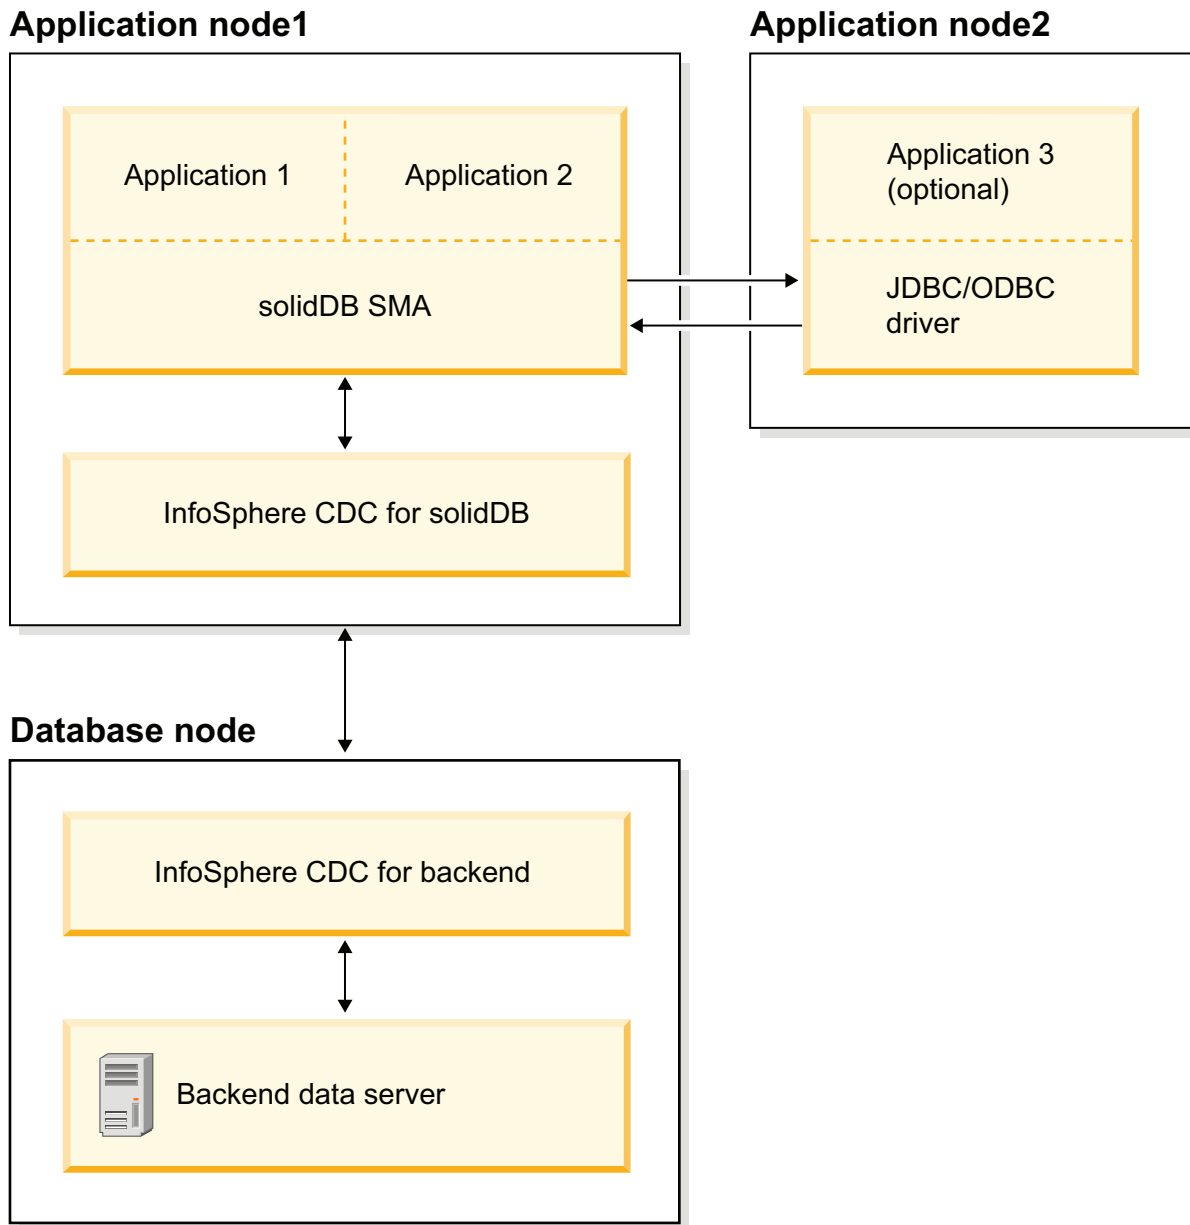 Application node1
Application 1
Application 2
solidDB SMA
InfoSphere CDC for solidDB
Application node2
Application 3
(optional)
JDBC/ODBC
driver
Database node
InfoSphere CDC for backend
Backend data server